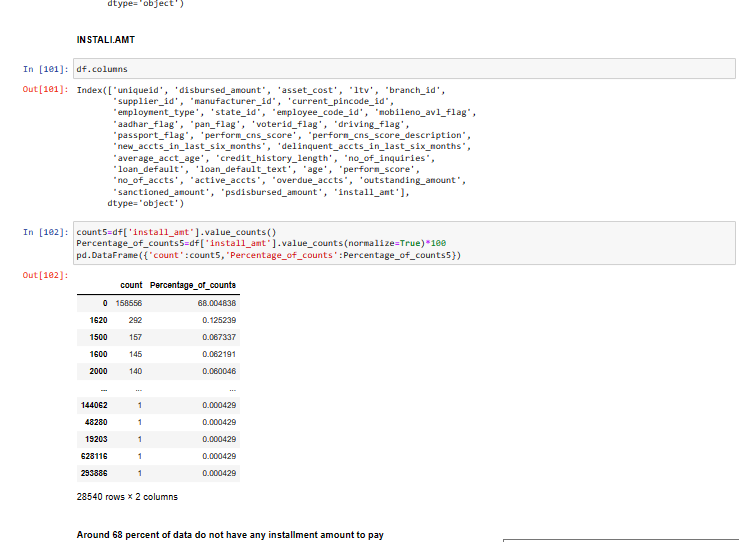 dtype='object')
INSTALl.AMT
In [101]: df.columns
Out[101]: Index(['uniqueid', 'disbursed_amount', 'asset_cost', 'ltv', 'branch_id',
'supplier_id', 'manufacturer_id', 'current_pincode_id',
'employment_type', 'state_id', 'employee_code_id', 'mobileno_avl_flag',
'aadhar_flag', 'pan_flag', 'voterid_flag', 'driving_flag',
'passport_flag', 'perform_cns_score', 'perform_cns_score_description',
'new_accts_in_last_six_months', 'delinquent_accts_in_last_six_months',
'average_acct_age', 'credit_history_length', 'no_of_inquiries',
'loan_default', 'loan_default_text', 'age', 'perform_score',
'no_of_accts', 'active_accts', 'overdue_accts', 'outstanding_amount',
'sanctioned_amount', 'psdisbursed_amount', 'install_amt'],
dtype='object')
In [102]: count5=df['install_amt'].value_counts()
Percentage_of_counts5=df['install_amt'].value_counts(normalize=True)*100
pd.DataFrame({'count':count5,'Percentage_of_counts':Percentage_of_counts5})
Out[102]:
count Percentage_of_counts
0 158556 68.004838
1620 292 0.125239
1500 157 0.067337
1600 145 0.062191
2000 140 0.060046
... ... ...
144062 1 0.000429
48280 1 0.000429
19203 1 0.000429
628116 1 0.000429
293886 1 0.000429
28540 rows × 2 columns
Around 68 percent of data do not have any installment amount to pay